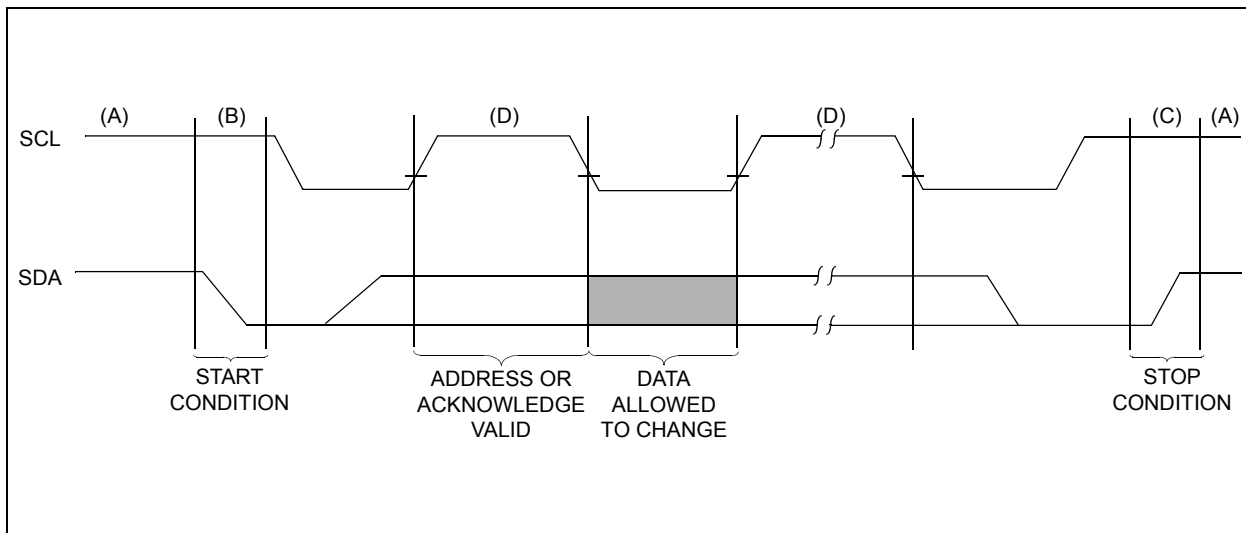 (A) (B) (D) (D) (C) (A)
SCL
SDA
START
CONDITION
ADDRESS OR
ACKNOWLEDGE
VALID
DATA
ALLOWED
TO CHANGE
STOP
CONDITION